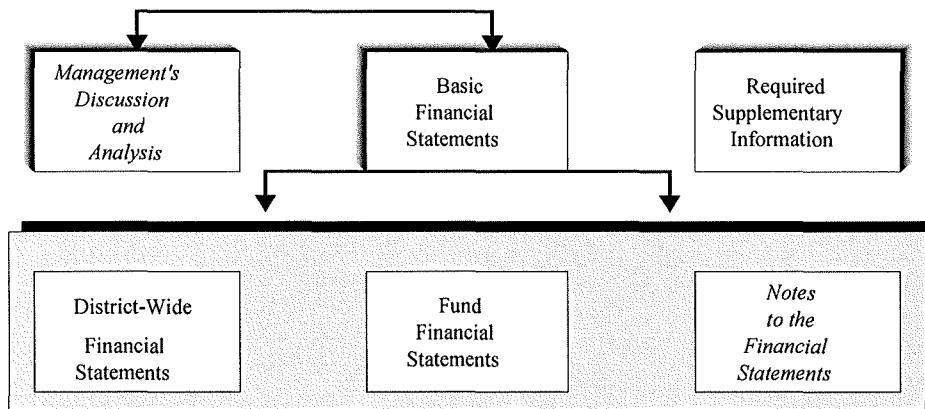 Management's
Discussion
and
Analysis
Basic
Financial
Statements
Required
Supplementary
Information
District-Wide
Financial
Statements
Fund
Financial
Statements
Notes
to the
Financial
Statements